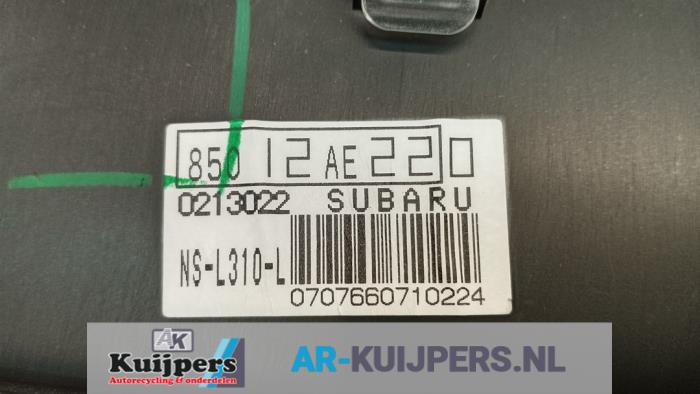 85012AE220
0213022 SUBARU
NS-L310-L
0707660710224
AK
Kuijpers
Autorecycling & onderdelen
AR-KUIJPERS.NL